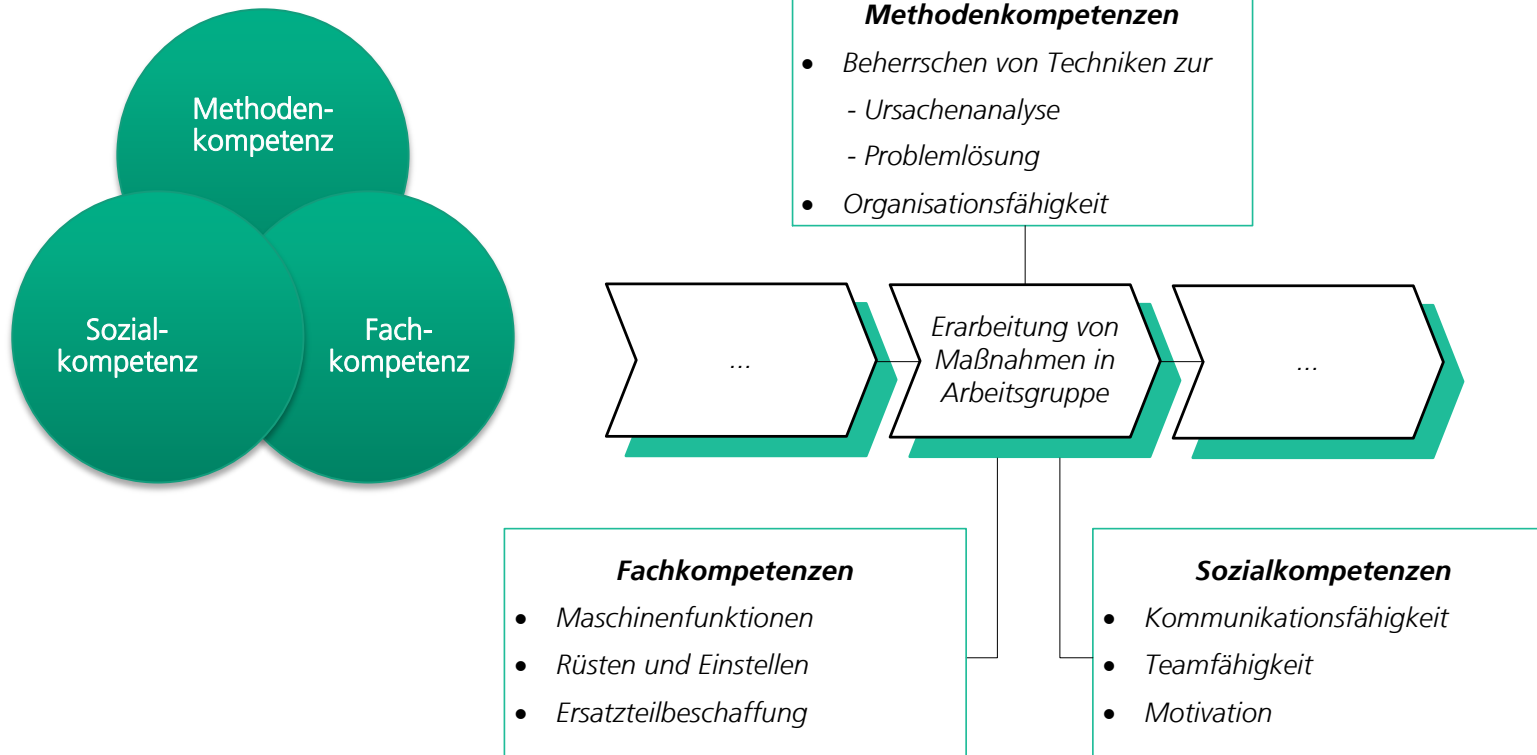 Methoden-
kompetenz
Sozial-
kompetenz
Fach-
kompetenz
Methodenkompetenzen
• Beherrschen von Techniken zur
- Ursachenanalyse
- Problemlösung
• Organisationsfähigkeit
...
Erarbeitung von
Maßnahmen in
Arbeitsgruppe
...
Fachkompetenzen
• Maschinenfunktionen
• Rüsten und Einstellen
• Ersatzteilbeschaffung
Sozialkompetenzen
• Kommunikationsfähigkeit
• Teamfähigkeit
• Motivation